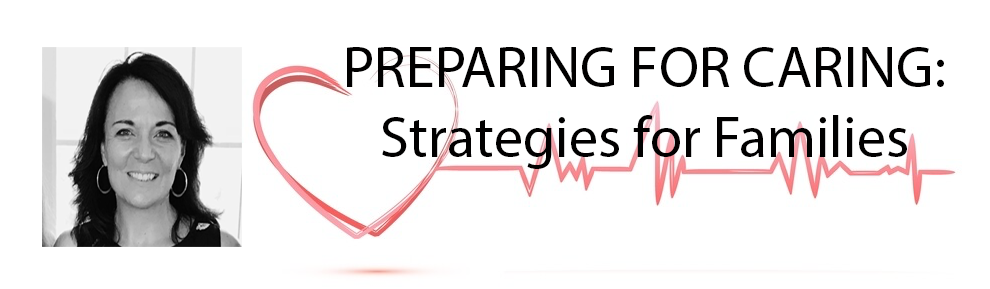 PREPARING FOR CARING:
Strategies for Families